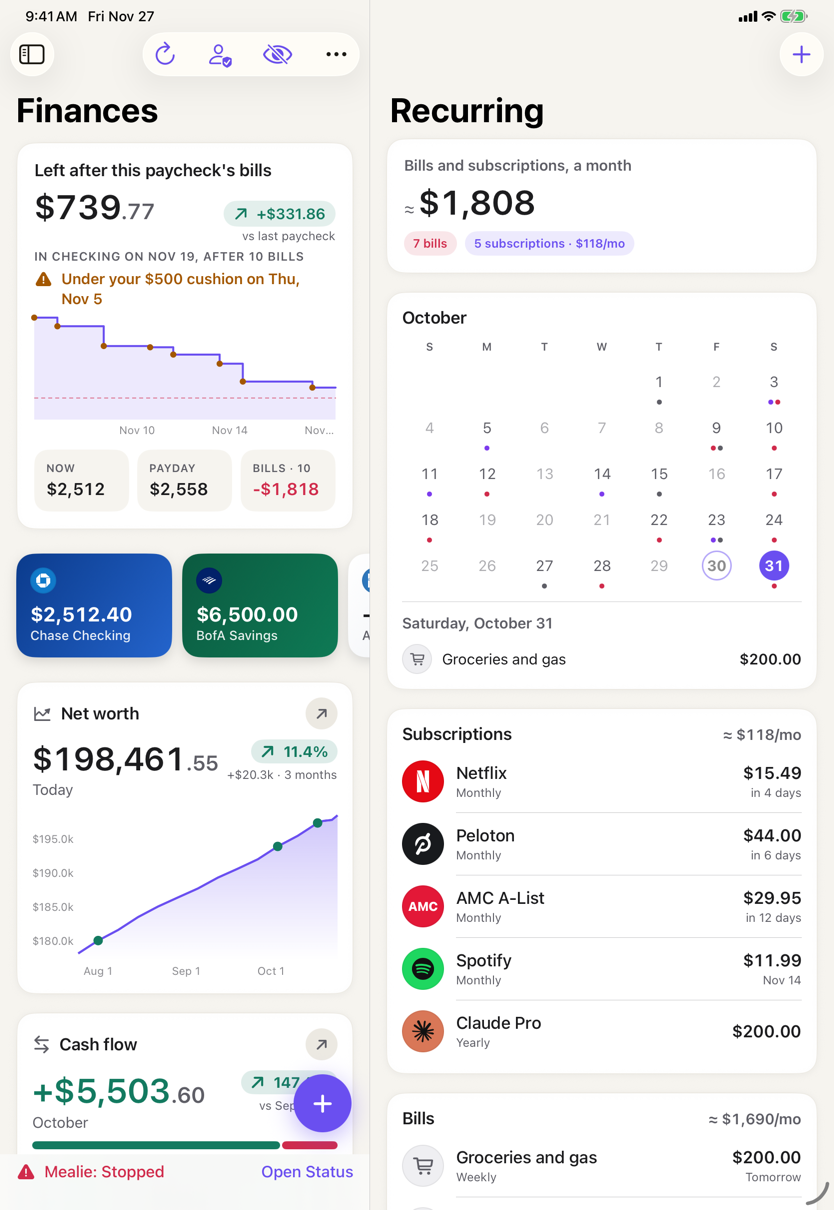 9:41 AM Fri Nov 27
Finances
Left after this paycheck's bills
$739.77
+$331.86
vs last paycheck
IN CHECKING ON NOV 19, AFTER 10 BILLS
Under your $500 cushion on Thu,
Nov 5
Nov 10 Nov 14 Nov...
NOW PAYDAY BILLS · 10
$2,512 $2,558 -$1,818
$2,512.40 $6,500.00
Chase Checking BofA Savings
Net worth
$198,461.55
11.4%
+$20.3k · 3 months
Today
$195.0k
$190.0k
$185.0k
$180.0k
Aug 1 Sep 1 Oct 1
Cash flow
+$5,503.60
147
vs Sep
October
Mealie: Stopped Open Status
Recurring
Bills and subscriptions, a month
≈ $1,808
7 bills 5 subscriptions · $118/mo
October
S M T W T F S
1 2 3
4 5 6 7 8 9 10
11 12 13 14 15 16 17
18 19 20 21 22 23 24
25 26 27 28 29 30 31
Saturday, October 31
Groceries and gas $200.00
Subscriptions ≈ $118/mo
N
Netflix $15.49
Monthly in 4 days
Peloton $44.00
Monthly in 6 days
AMC
AMC A-List $29.95
Monthly in 12 days
Spotify $11.99
Monthly Nov 14
Claude Pro $200.00
Yearly
Bills ≈ $1,690/mo
Groceries and gas $200.00
Weekly Tomorrow